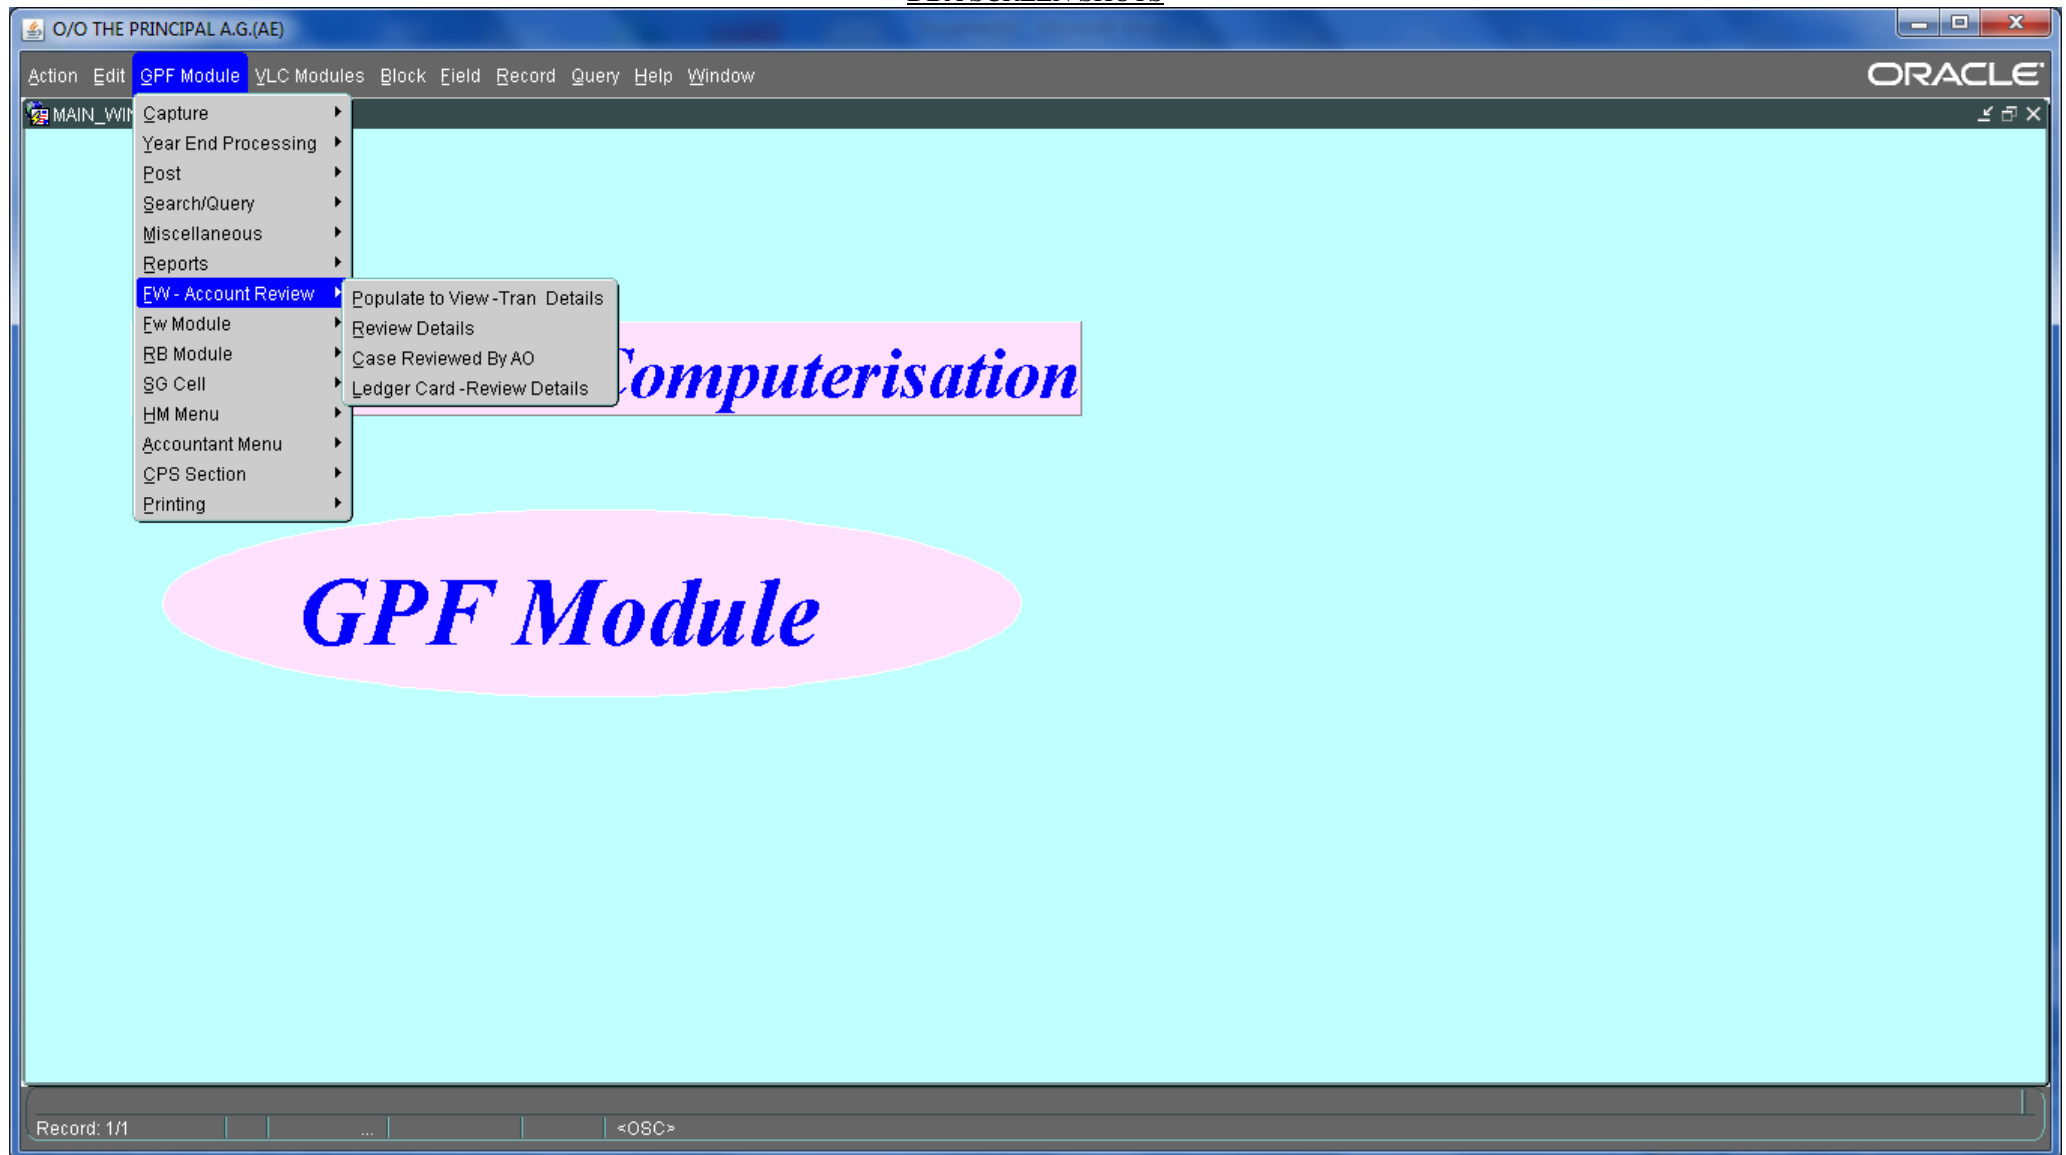 O/O THE PRINCIPAL A.G.(AE)
Action Edit GPF Module VLC Modules Block Field Record Query Help Window
ORACLE
MAIN_WIN
Capture
Year End Processing
Post
Search/Query
Miscellaneous
Reports
FW - Account Review
Fw Module
RB Module
SG Cell
HM Menu
Accountant Menu
CPS Section
Printing
Populate to View -Tran Details
Review Details
Case Reviewed By AO
Ledger Card -Review Details
Computerisation
GPF Module
Record: 1/1 ... <OSC>